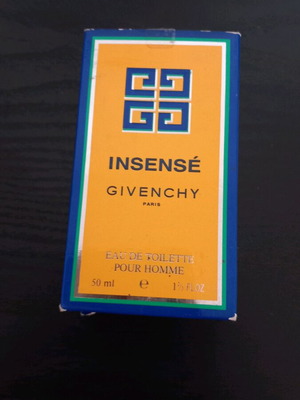 INSENSÉ
GIVENCHY
PARIS
EAU DE TOILETTE
POUR HOMME
50 ml e